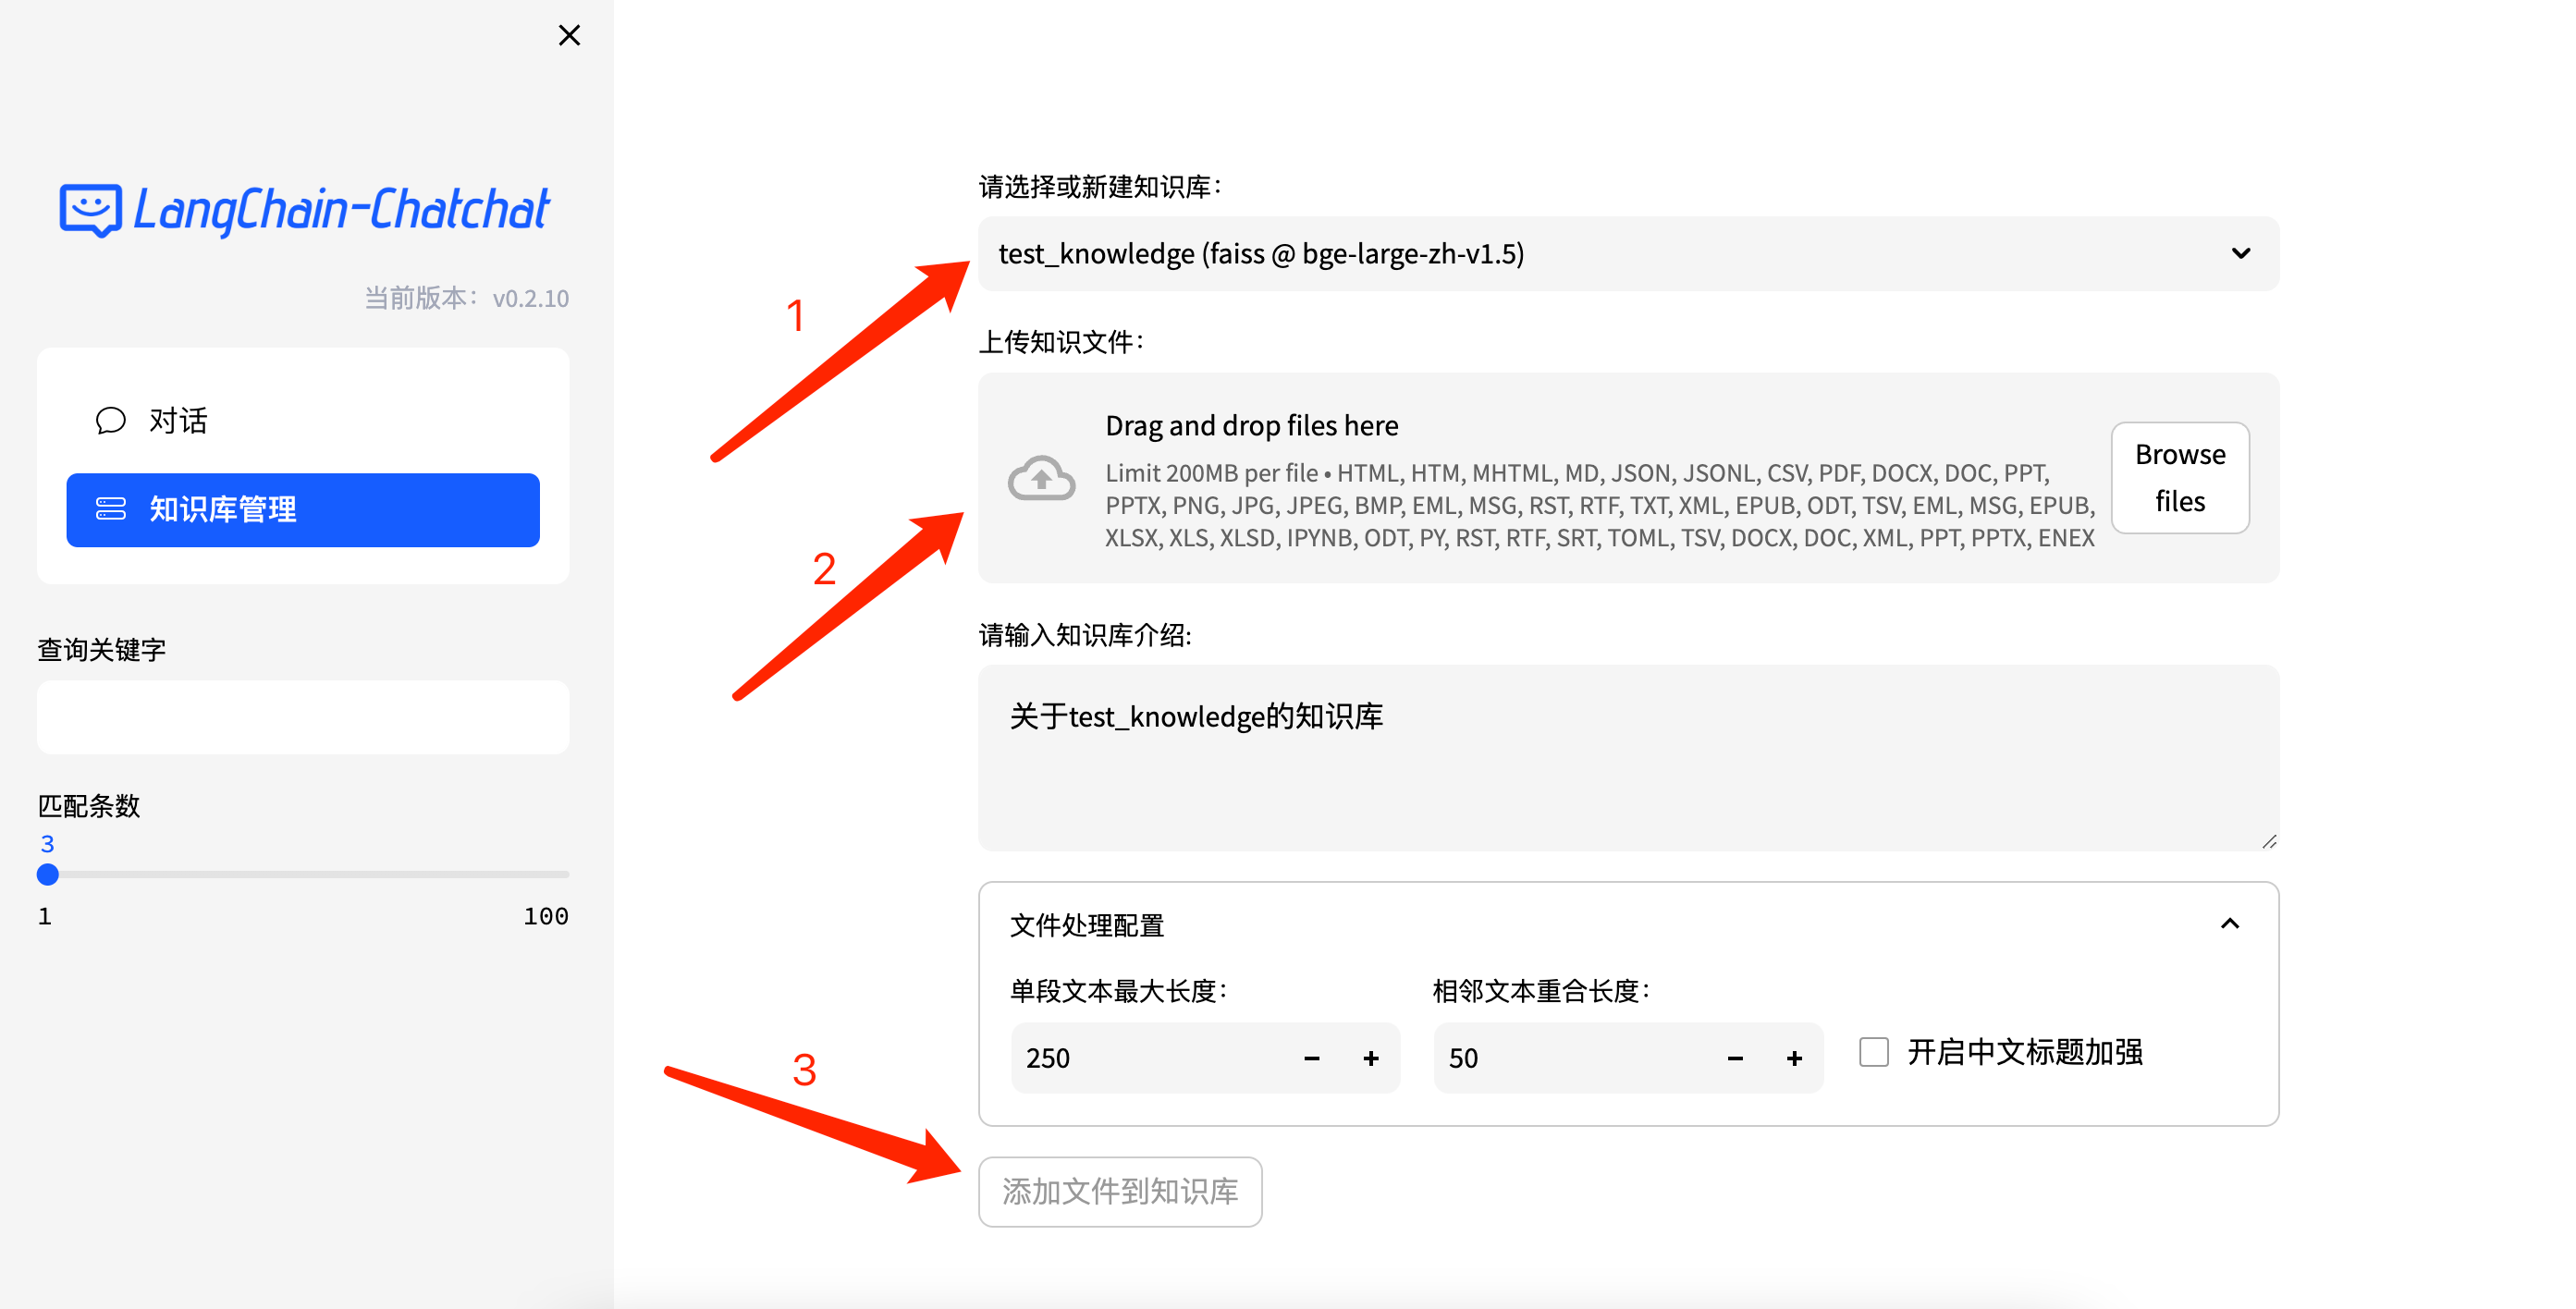 LangChain-Chatchat
当前版本：v0.2.10
对话
知识库管理
查询关键字
匹配条数
3
1
100
请选择或新建知识库：
test_knowledge (faiss @ bge-large-zh-v1.5)
1
上传知识文件：
Drag and drop files here
Limit 200MB per file • HTML, HTM, MHTML, MD, JSON, JSONL, CSV, PDF, DOCX, DOC, PPT,
PPTX, PNG, JPG, JPEG, BMP, EML, MSG, RST, RTF, TXT, XML, EPUB, ODT, TSV, EML, MSG, EPUB,
XLSX, XLS, XLSD, IPYNB, ODT, PY, RST, RTF, SRT, TOML, TSV, DOCX, DOC, XML, PPT, PPTX, ENEX
Browse
files
2
请输入知识库介绍:
关于test_knowledge的知识库
文件处理配置
单段文本最大长度：
250
相邻文本重合长度：
50
开启中文标题加强
3
添加文件到知识库